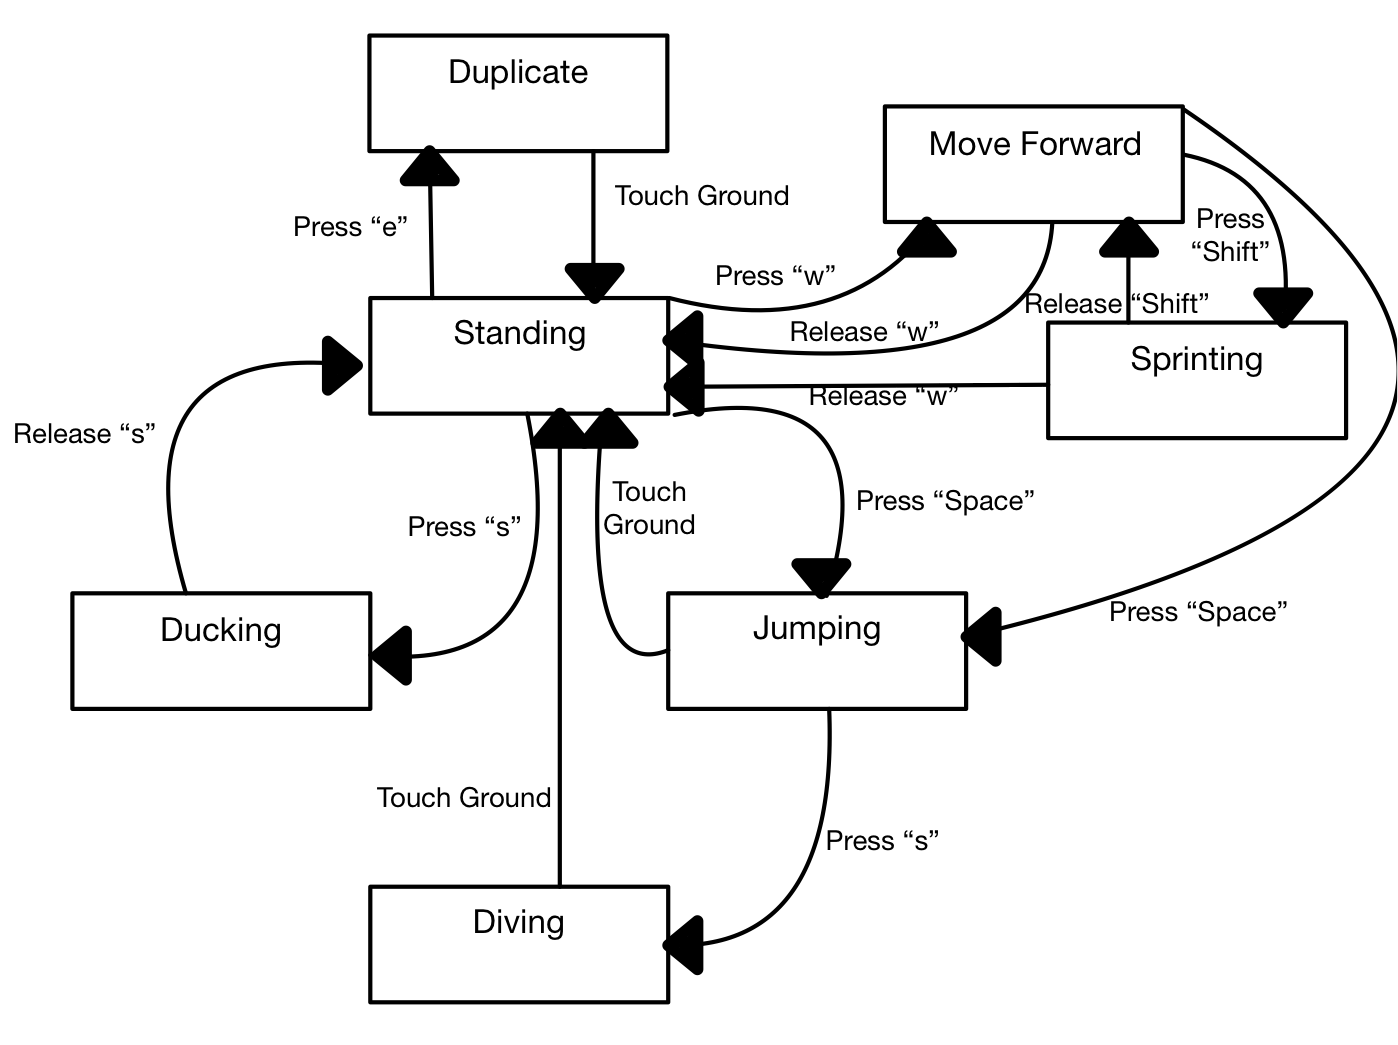 Duplicate
Move Forward
Touch Ground
Press “e”
Press
“Shift”
Press “w”
Release “Shift”
Standing
Release “w”
Sprinting
Release “w”
Release “s”
Touch
Ground
Press “Space”
Press “s”
Press “Space”
Ducking
Jumping
Touch Ground
Press “s”
Diving